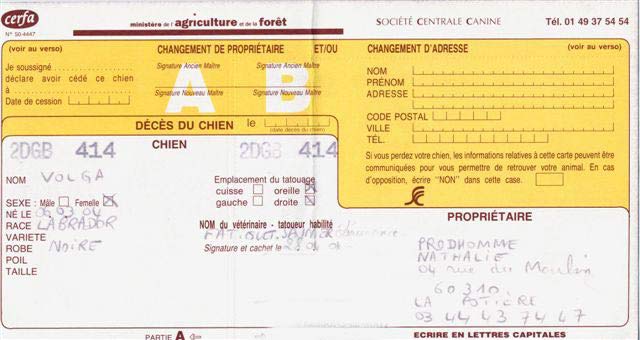 cerfa
N° 50-4447
ministère de l'agriculture et de la forêt
SOCIÉTÉ CENTRALE CANINE
Tél. 01 49 37 54 54
(voir au verso)
CHANGEMENT DE PROPRIÉTAIRE ET/OU
Je soussigné
déclare avoir cédé ce chien
à
Date de cession
Signature Ancien Maître
Signature Ancien Maître
A B
Signature Nouveau Maître
Signature Nouveau Maître
(voir au verso)
CHANGEMENT D'ADRESSE
NOM
PRÉNOM
ADRESSE
CODE POSTAL
VILLE
TÉL.
Si vous perdez votre chien, les informations relatives à cette carte peuvent être
communiquées pour vous permettre de retrouver votre animal. En cas
d'opposition, écrire "NON" dans cette case.
DÉCÈS DU CHIEN le
(date décès du chien)
2DGB 414
CHIEN
2DGB 414
NOM VOLGA
SEXE : Mâle Femelle
NÉ LE 03 04
RACE LABRADOR
VARIETE
ROBE NOIRE
POIL
TAILLE
Emplacement du tatouage
cuisse oreille
gauche droite
NOM du vétérinaire - tatoueur habilité
Signature et cachet le
PROPRIÉTAIRE
PRODHOMME
NATHALIE
04 rue du Moulin
60310
LA POTIERE
03 44 43 74 47
PARTIE A
ECRIRE EN LETTRES CAPITALES